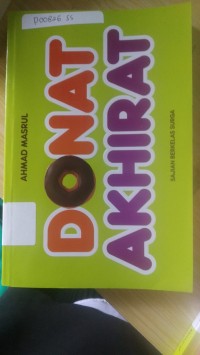 AHMAD MASRUL
DONAT
AKHIRAT
SAJIAN BERKELAS SURGA